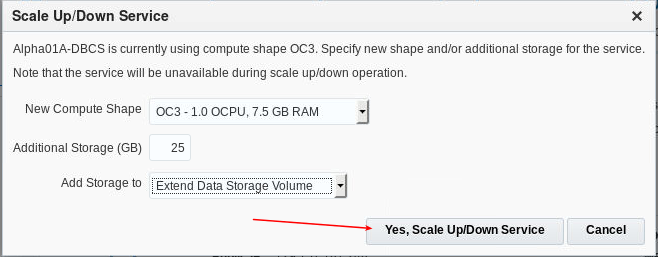 Scale Up/Down Service
Alpha01A-DBCS is currently using compute shape OC3. Specify new shape and/or additional storage for the service.
Note that the service will be unavailable during scale up/down operation.
New Compute Shape OC3 - 1.0 OCPU, 7.5 GB RAM
Additional Storage (GB) 25
Add Storage to Extend Data Storage Volume
Yes, Scale Up/Down Service Cancel